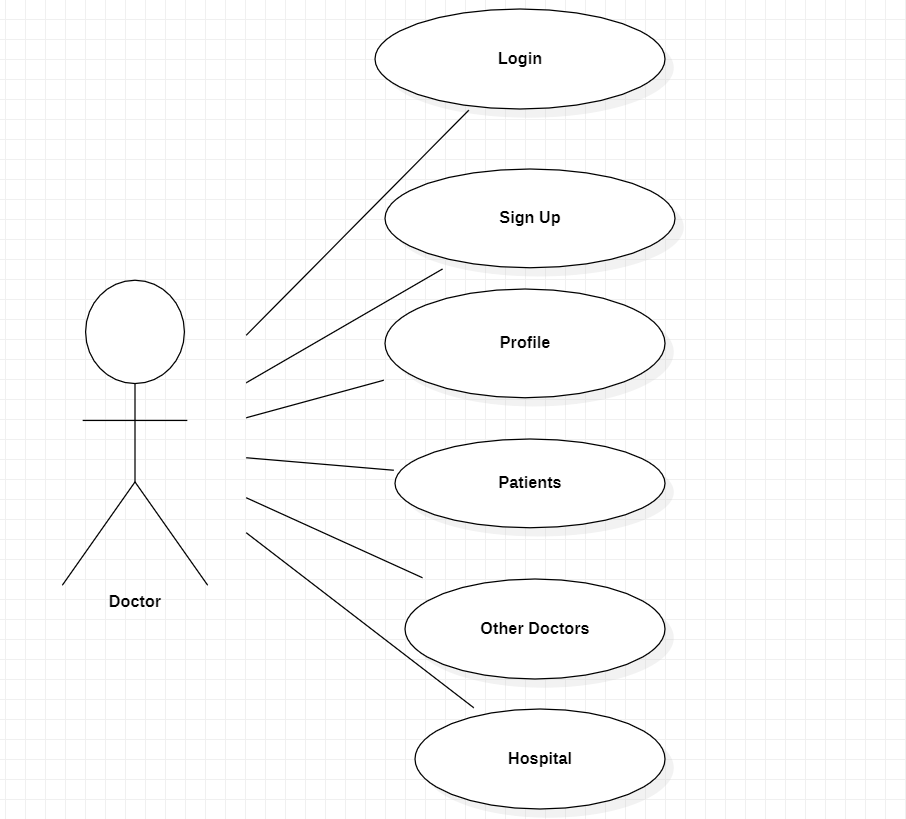 Login
Sign Up
Profile
Patients
Doctor
Other Doctors
Hospital